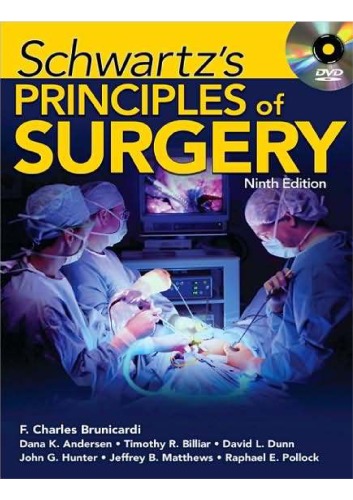 Schwartz's
DVD
PRINCIPLES of
SURGERY
Ninth Edition
F. Charles Brunicardi
Dana K. Andersen • Timothy R. Billiar • David L. Dunn
John G. Hunter • Jeffrey B. Matthews • Raphael E. Pollock